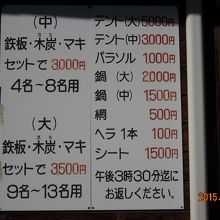 (中)
鉄板・木炭・マキ
セットで 3,000円
4名～8名用
(大)
鉄板・木炭・マキ
セットで 3,500円
9名～13名用
テント(大) 5,000円
テント(中) 3,000円
パラソル 1,000円
鍋 (大) 2,000円
鍋 (中) 1,500円
網 500円
ヘラ 1本 100円
シート 1,500円
午後3時30分迄に
お返しください。
2015.